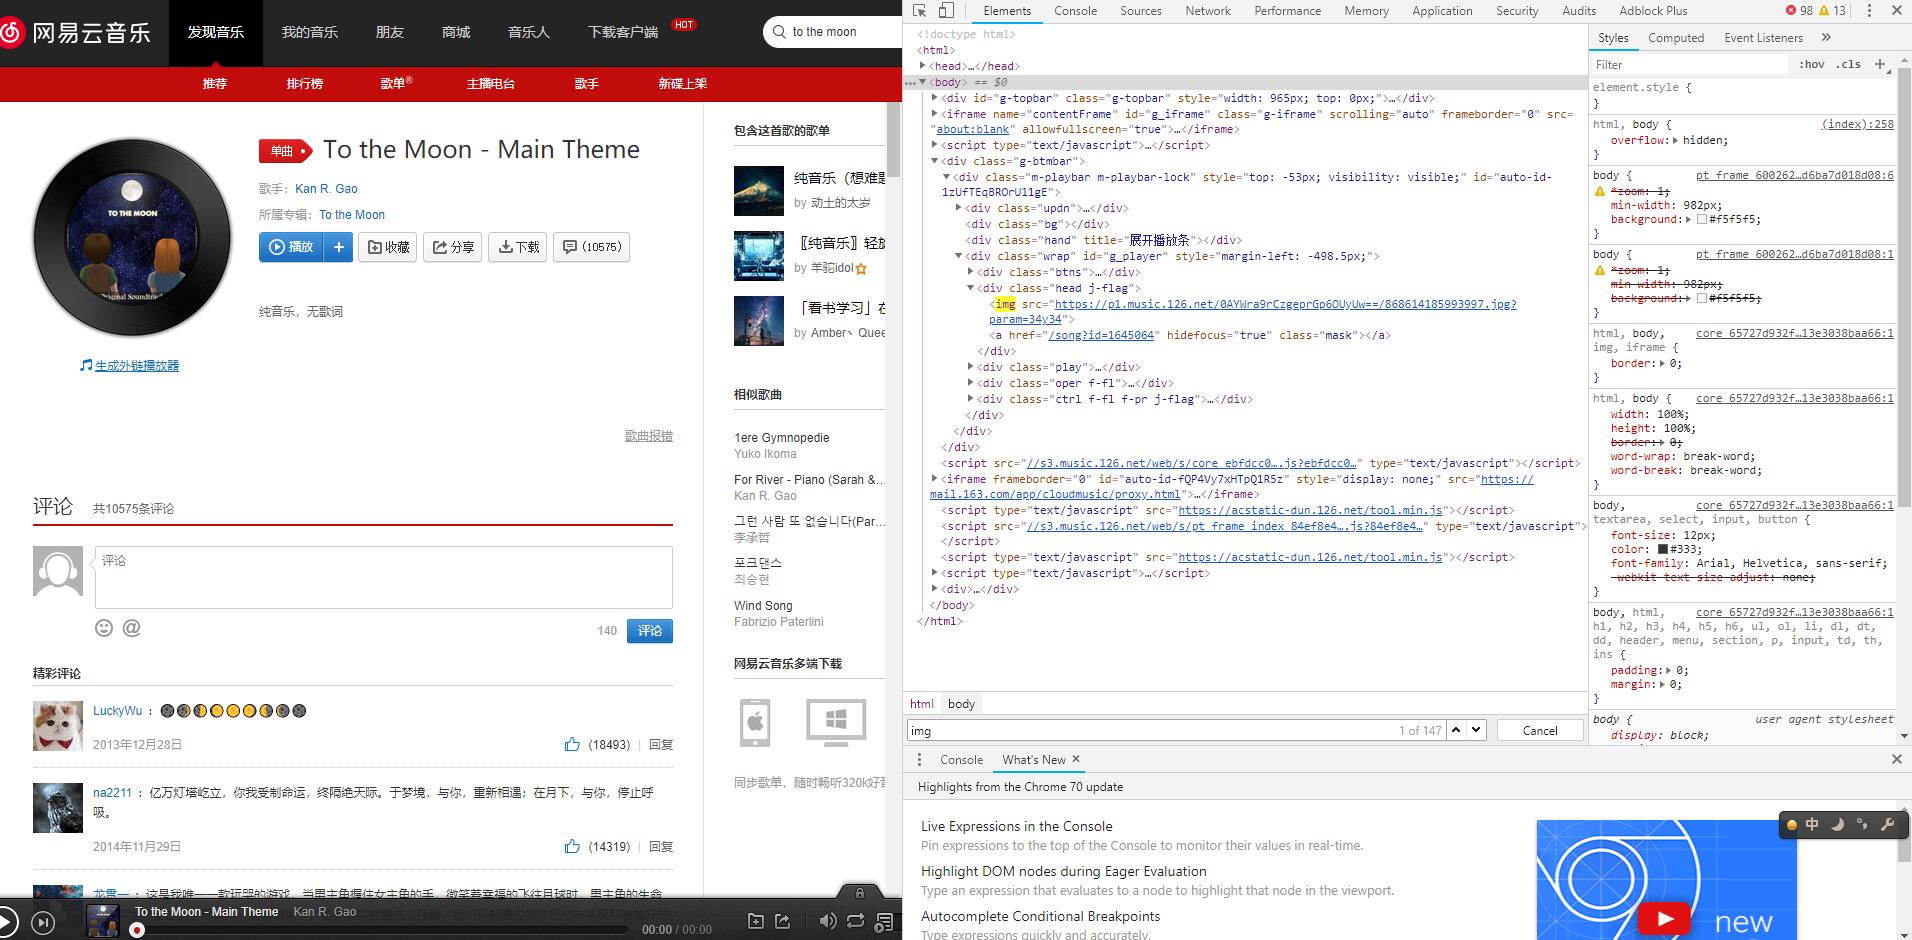 网易云音乐
发现音乐
我的音乐
朋友
商城
音乐人
下载客户端
HOT
to the moon
推荐
排行榜
歌单®
主播电台
歌手
新碟上架
TO THE MOON
Original Soundtrack
生成外链播放器
单曲
To the Moon - Main Theme
歌手：Kan R. Gao
所属专辑：To the Moon
播放
+
收藏
分享
下载
(10575)
纯音乐，无歌词
歌曲报错
评论 共10575条评论
评论
140
评论
精彩评论
LuckyWu：
2013年12月28日
(18493) | 回复
na2211：亿万灯塔屹立，你我受制命运，终隔绝天际。于梦境，与你，重新相遇；在月下，与你，停止呼
吸。
2014年11月29日
(14319) | 回复
To the Moon - Main Theme Kan R. Gao
00:00 / 00:00
包含这首歌的歌单
纯音乐（想难
by 动土的太岁
〖纯音乐〗轻
by 羊驼idol
「看书学习」在
by Amber丶Quee
相似歌曲
1ere Gymnopedie
Yuko Ikoma
For River - Piano (Sarah &...
Kan R. Gao
그런 사람 또 없습니다(Par...
李承哲
포크댄스
최승현
Wind Song
Fabrizio Paterlini
网易云音乐多端下载
同步歌单，随时畅听320k好音
Elements
Console
Sources
Network
Performance
Memory
Application
Security
Audits
Adblock Plus
98
13
<!doctype html>
<html>
<head>…</head>
<body> == $0
<div id="g-topbar" class="g-topbar" style="width: 965px; top: 0px;">…</div>
<iframe name="contentFrame" id="g_iframe" class="g-iframe" scrolling="auto" frameborder="0" src=
"about:blank" allowfullscreen="true">…</iframe>
<script type="text/javascript">…</script>
<div class="g-btmbar">
<div class="m-playbar m-playbar-lock" style="top: -53px; visibility: visible;" id="auto-id-
1zUfTEqBROrU11gE">
<div class="updn">…</div>
<div class="bg"></div>
<div class="hand" title="展开播放条"></div>
<div class="wrap" id="g_player" style="margin-left: -498.5px;">
<div class="btns">…</div>
<div class="head j-flag">
<img src="https://p1.music.126.net/0AYWra9rCzgeprGp6OUyUw==/868614185993997.jpg?
param=34y34">
<a href="/song?id=1645064" hidefocus="true" class="mask"></a>
</div>
<div class="play">…</div>
<div class="oper f-fl">…</div>
<div class="ctrl f-fl f-pr j-flag">…</div>
</div>
</div>
</div>
<script src="//s3.music.126.net/web/s/core_ebfdcc0….js?ebfdcc0…" type="text/javascript"></script>
<iframe frameborder="0" id="auto-id-fQP4Vy7xHTpQ1R5z" style="display: none;" src="https://
mail.163.com/app/cloudmusic/proxy.html">…</iframe>
<script type="text/javascript" src="https://acstatic-dun.126.net/tool.min.js"></script>
<script src="//s3.music.126.net/web/s/pt_frame_index_84ef8e4….js?84ef8e4…" type="text/javascript">
</script>
<script type="text/javascript" src="https://acstatic-dun.126.net/tool.min.js"></script>
<script type="text/javascript">…</script>
<div>…</div>
</body>
</html>
html body
img
1 of 147
Cancel
Styles
Computed
Event Listeners
Filter
:hov .cls +
element.style {
}
html, body { (index):258
overflow: hidden;
}
body { pt_frame_600262…d6ba7d018d08:6
*zoom: 1;
min-width: 982px;
background: #f5f5f5;
}
body { pt_frame_600262…d6ba7d018d08:1
*zoom: 1;
min-width: 982px;
background: #f5f5f5;
}
html, body, core_65727d932f…13e3038baa66:1
img, iframe {
border: 0;
}
html, body { core_65727d932f…13e3038baa66:1
width: 100%;
height: 100%;
border: 0;
word-wrap: break-word;
word-break: break-word;
}
body, core_65727d932f…13e3038baa66:1
textarea, select, input, button {
font-size: 12px;
color: #333;
font-family: Arial, Helvetica, sans-serif;
-webkit-text-size-adjust: none;
}
body, html, core_65727d932f…13e3038baa66:1
h1, h2, h3, h4, h5, h6, ul, ol, li, dl, dt,
dd, header, menu, section, p, input, td, th,
ins {
padding: 0;
margin: 0;
}
body { user agent stylesheet
display: block;
Console
What's New
Highlights from the Chrome 70 update
Live Expressions in the Console
Pin expressions to the top of the Console to monitor their values in real-time.
Highlight DOM nodes during Eager Evaluation
Type an expression that evaluates to a node to highlight that node in the viewport.
Autocomplete Conditional Breakpoints
Type expressions quickly and accurately.
中
new